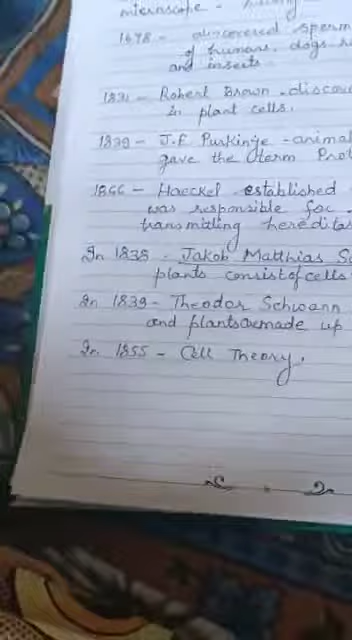 microscope -
1678 - discovered sperm
of humans, dogs
and insects.
1831 - Robert Brown - discov
in plant cells.
1839 - J.E Purkinje - animal
gave the term Prot
1866 - Haeckel established
was responsible for
transmitting heredita
In 1838 - Jakob Matthias Sc
plants consist of cells
In 1839 - Theodor Schwann
and plants are made up
In 1855 - Cell Theory.